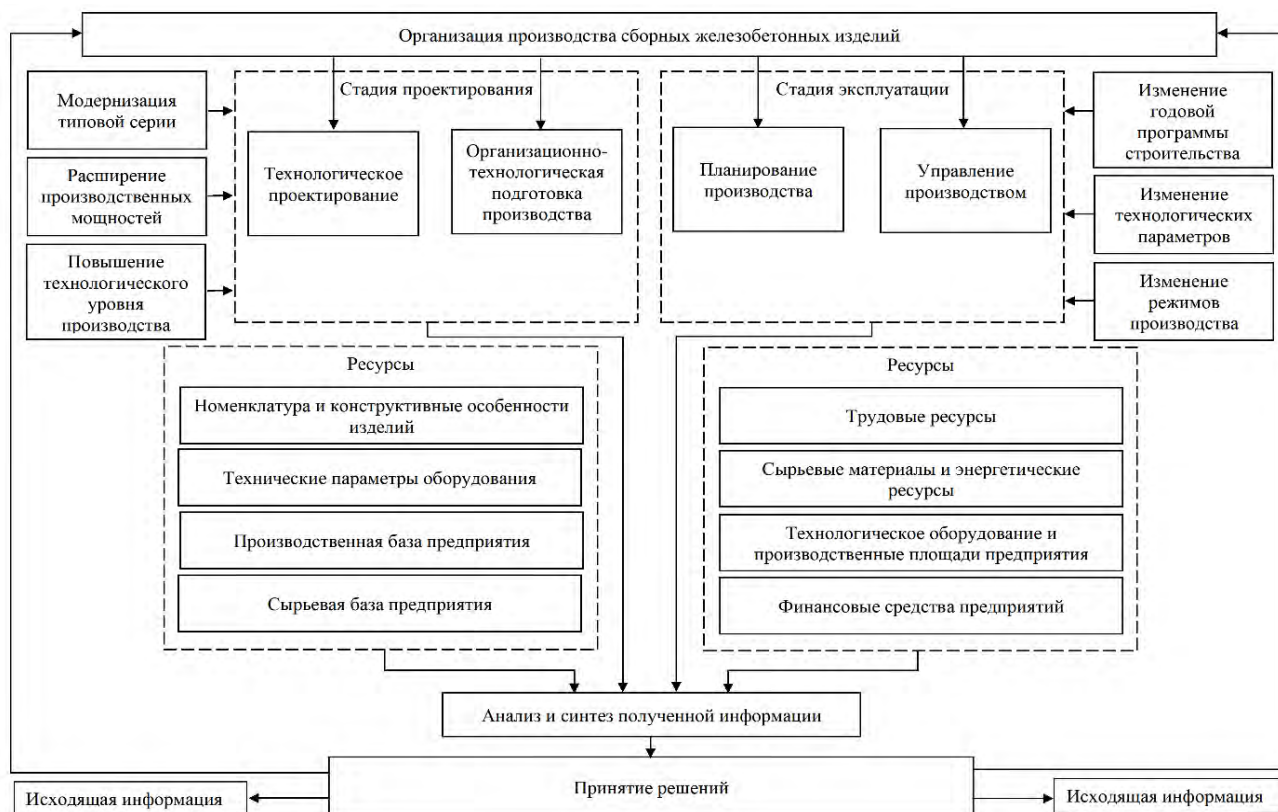 Организация производства сборных железобетонных изделий
Модернизация
типовой серии
Расширение
производственных
мощностей
Повышение
технологического
уровня
производства
Стадия проектирования
Технологическое
проектирование
Организационно-
технологическая
подготовка
производства
Стадия эксплуатации
Планирование
производства
Управление
производством
Изменение
годовой
программы
строительства
Изменение
технологических
параметров
Изменение
режимов
производства
Ресурсы
Номенклатура и конструктивные особенности
изделий
Технические параметры оборудования
Производственная база предприятия
Сырьевая база предприятия
Ресурсы
Трудовые ресурсы
Сырьевые материалы и энергетические
ресурсы
Технологическое оборудование и
производственные площади предприятия
Финансовые средства предприятий
Анализ и синтез полученной информации
Принятие решений
Исходящая информация
Исходящая информация